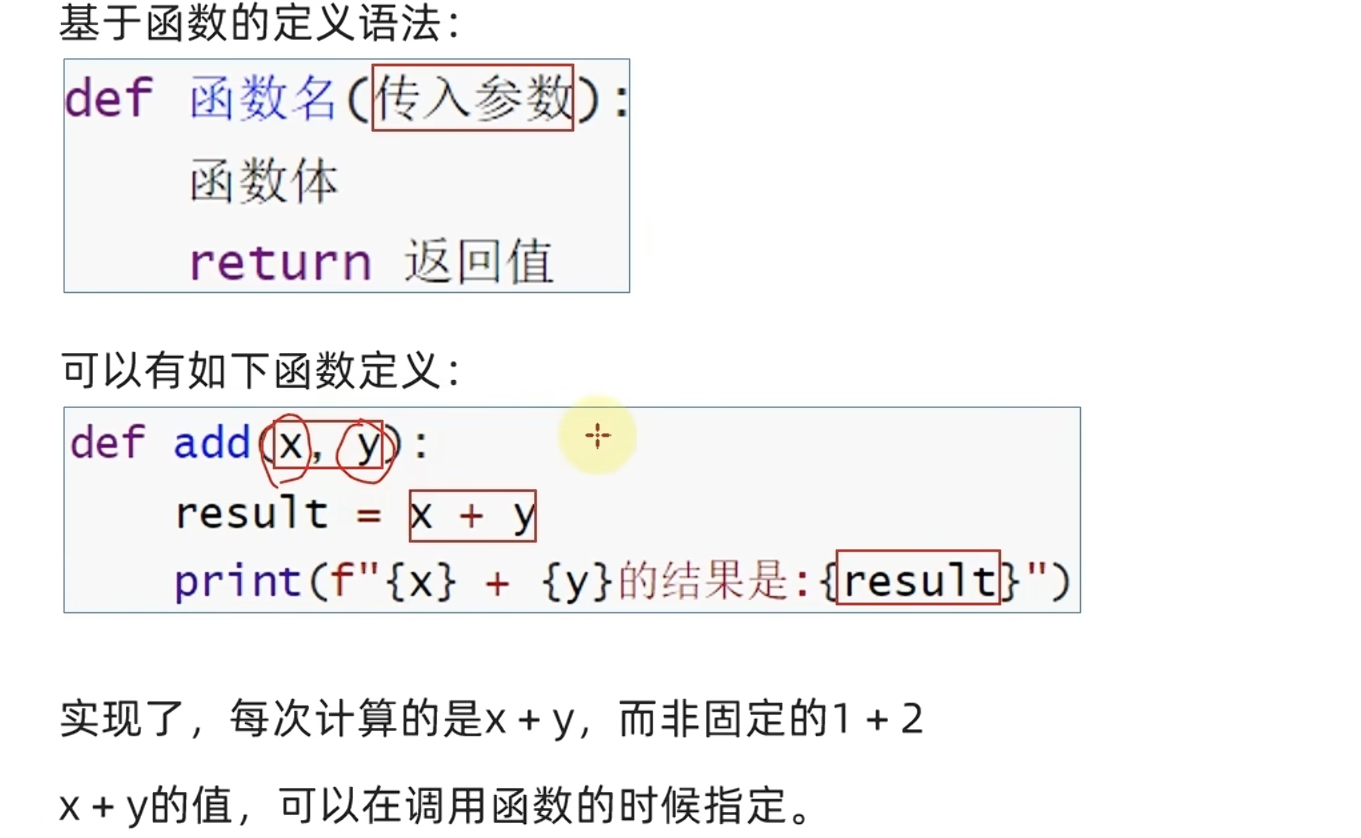 基于函数的定义语法：
def 函数名(传入参数):
函数体
return 返回值
可以有如下函数定义：
def add(x, y):
result = x + y
print(f"{x} + {y}的结果是:{result}")
实现了，每次计算的是x + y，而非固定的1 + 2
x + y的值，可以在调用函数的时候指定。